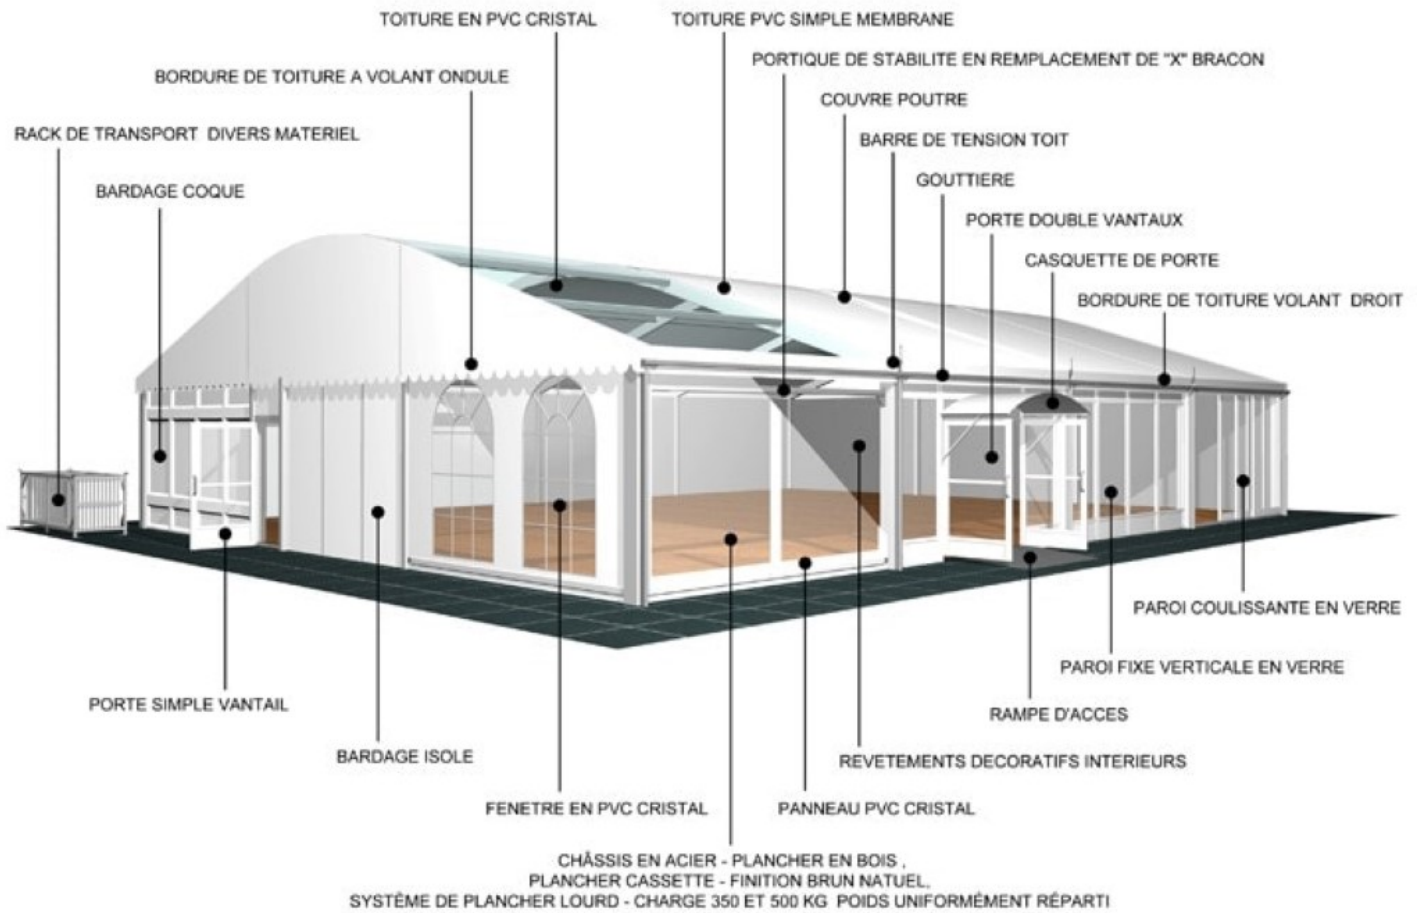 TOITURE EN PVC CRISTAL
TOITURE PVC SIMPLE MEMBRANE
PORTIQUE DE STABILITE EN REMPLACEMENT DE "X" BRACON
BORDURE DE TOITURE A VOLANT ONDULE
COUVRE POUTRE
RACK DE TRANSPORT DIVERS MATERIEL
BARRE DE TENSION TOIT
GOUTTIERE
BARDAGE COQUE
PORTE DOUBLE VANTAUX
CASQUETTE DE PORTE
BORDURE DE TOITURE VOLANT DROIT
PAROI COULISSANTE EN VERRE
PAROI FIXE VERTICALE EN VERRE
PORTE SIMPLE VANTAIL
RAMPE D'ACCES
BARDAGE ISOLE
REVETEMENTS DECORATIFS INTERIEURS
FENETRE EN PVC CRISTAL
PANNEAU PVC CRISTAL
CHÂSSIS EN ACIER - PLANCHER EN BOIS ,
PLANCHER CASSETTE - FINITION BRUN NATUEL,
SYSTÈME DE PLANCHER LOURD - CHARGE 350 ET 500 KG POIDS UNIFORMÉMENT RÉPARTI